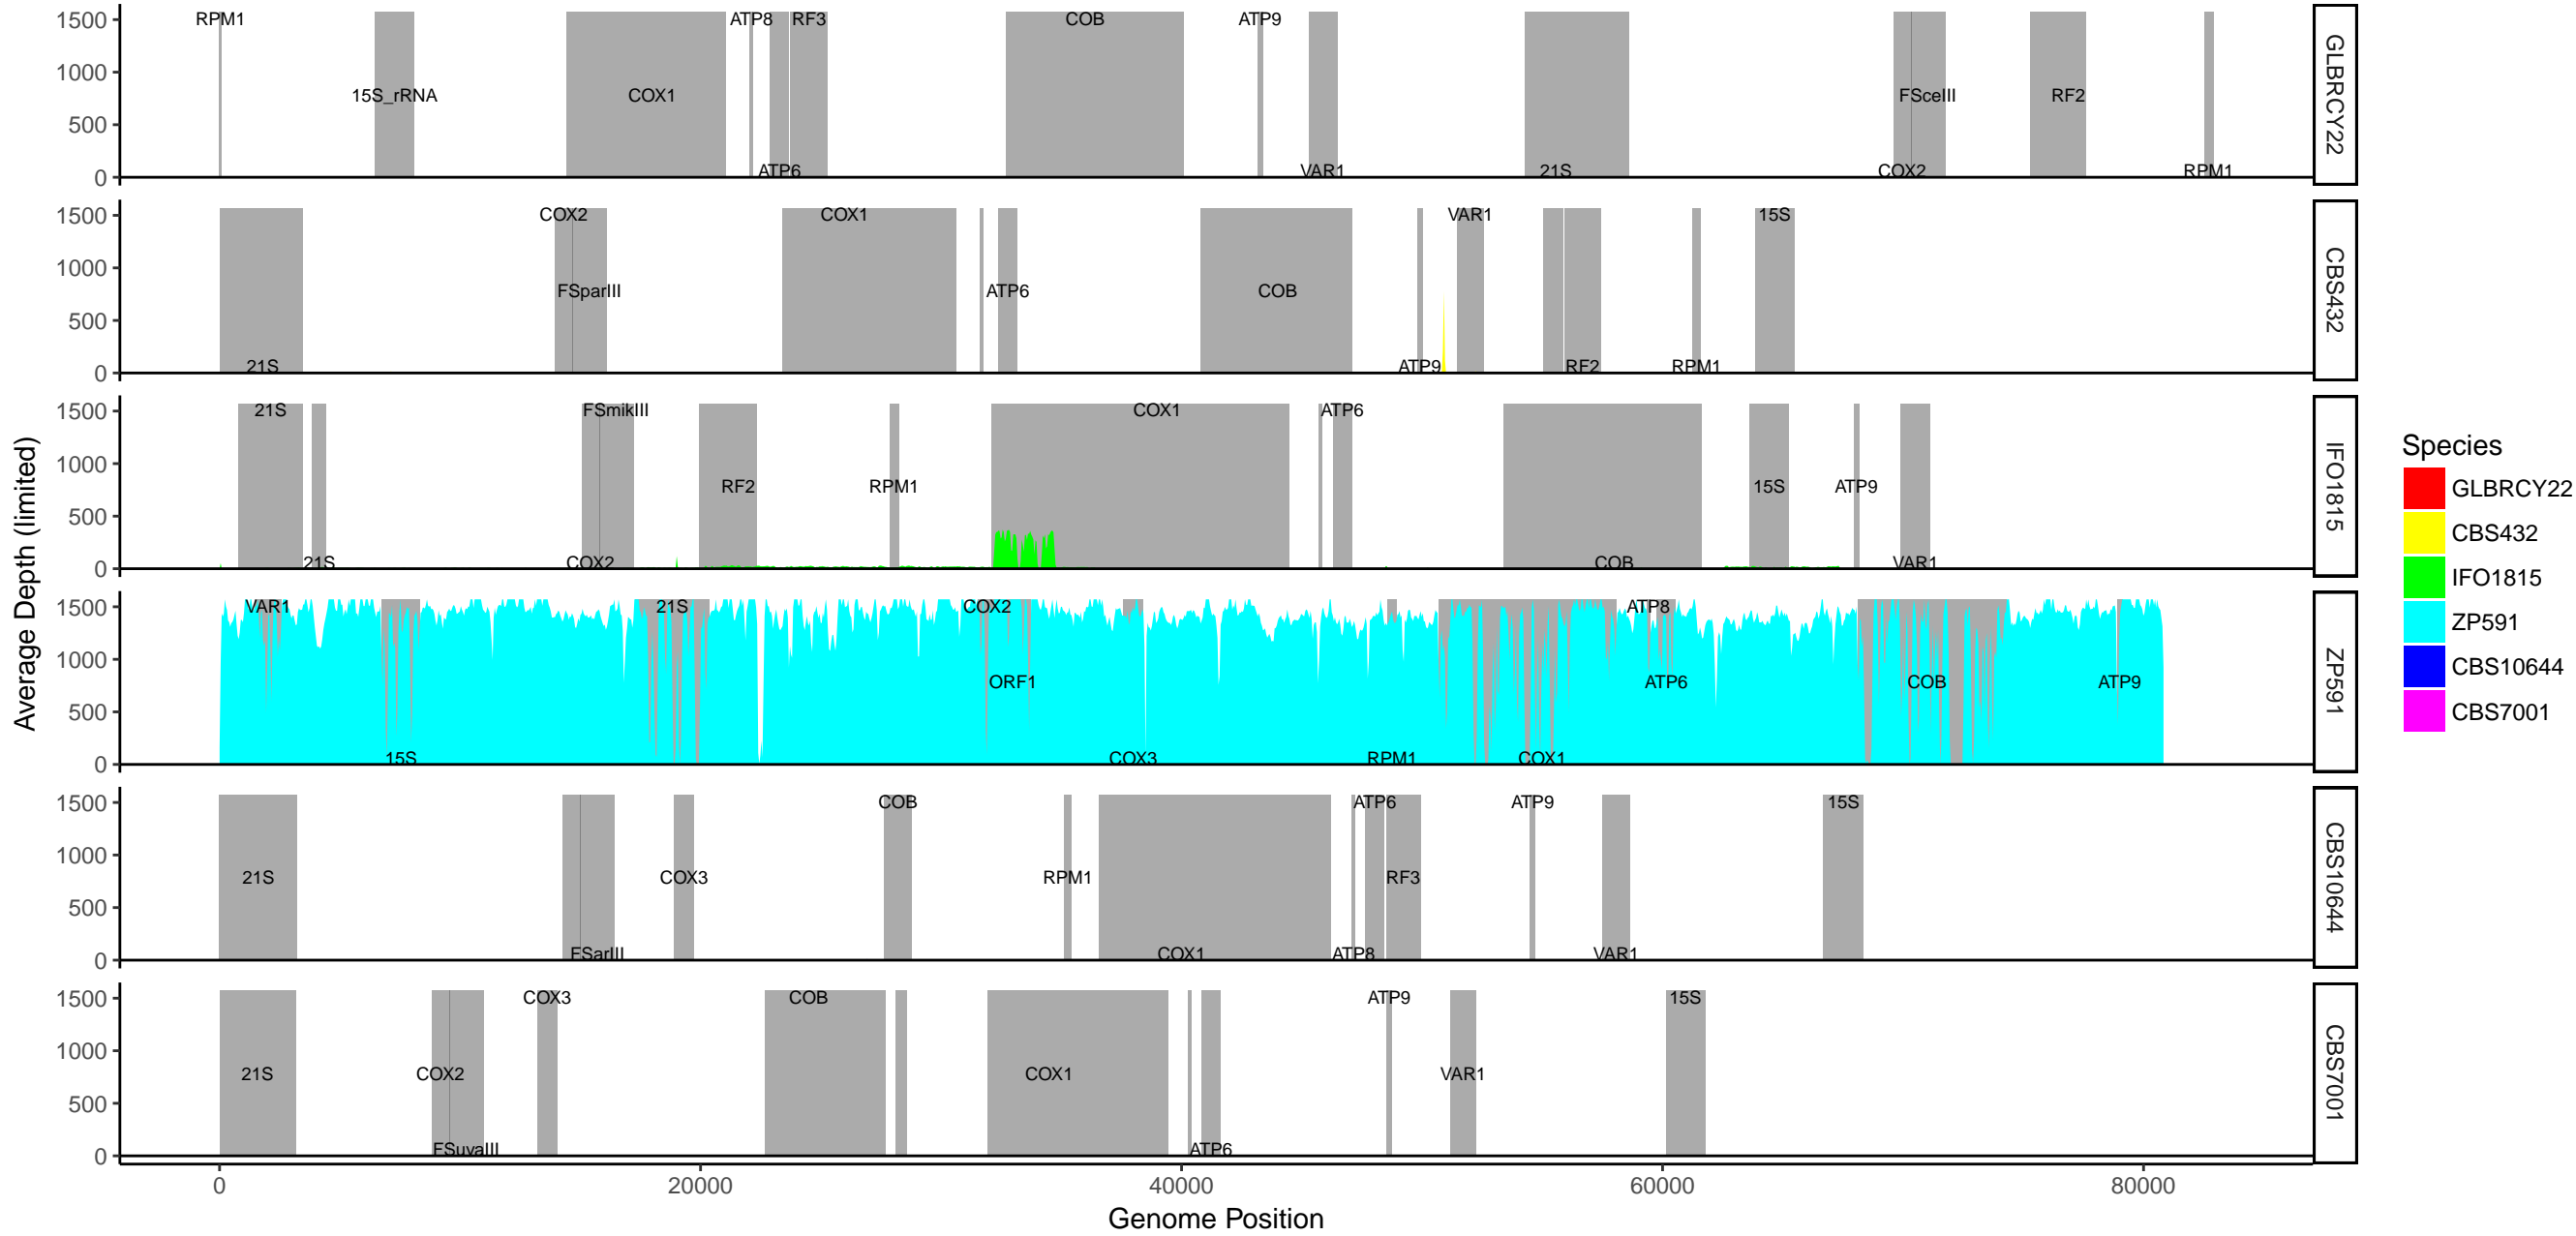 Average Depth (limited)
1500
1000
500
0
RPM1
ATP8
RF3
COB
ATP9
15S_rRNA
COX1
FSceIII
RF2
ATP6
VAR1
21S
COX2
RPM1
GLBRCY22
1500
1000
500
0
COX2
COX1
VAR1
15S
FSparIII
ATP6
COB
21S
ATP9
RF2
RPM1
CBS432
1500
1000
500
0
21S
FSmikIII
COX1
ATP6
RF2
RPM1
15S
ATP9
21S
COX2
COB
VAR1
IFO1815
1500
1000
500
0
VAR1
21S
COX2
ATP8
ORF1
ATP6
COB
ATP9
15S
COX3
RPM1
COX1
ZP591
1500
1000
500
0
COB
ATP6
ATP9
15S
21S
COX3
RPM1
RF3
FSarIII
COX1
ATP8
VAR1
CBS10644
1500
1000
500
0
COX3
COB
ATP9
15S
21S
COX2
COX1
VAR1
FSuvaIII
ATP6
CBS7001
0
20000
40000
60000
80000
Genome Position
Species
GLBRCY22
CBS432
IFO1815
ZP591
CBS10644
CBS7001